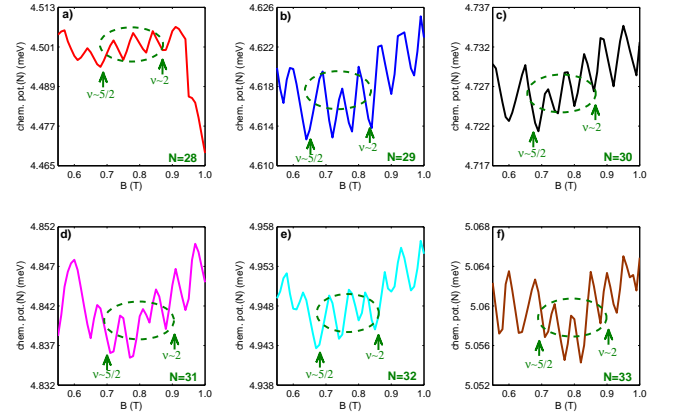 a)
chem. pot.(N) (meV)
4.513
4.501
4.489
4.477
4.465
ν~5/2
ν~2
N=28
0.6 0.7 0.8 0.9 1.0
B (T)
b)
chem. pot.(N) (meV)
4.626
4.622
4.618
4.614
4.610
ν~5/2
ν~2
N=29
0.6 0.7 0.8 0.9 1.0
B (T)
c)
chem. pot.(N) (meV)
4.737
4.732
4.727
4.722
4.717
ν~5/2
ν~2
N=30
0.6 0.7 0.8 0.9 1.0
B (T)
d)
chem. pot.(N) (meV)
4.852
4.847
4.842
4.837
4.832
ν~5/2
ν~2
N=31
0.6 0.7 0.8 0.9 1.0
B (T)
e)
chem. pot.(N) (meV)
4.958
4.953
4.948
4.943
4.938
ν~5/2
ν~2
N=32
0.6 0.7 0.8 0.9 1.0
B (T)
f)
chem. pot.(N) (meV)
5.068
5.064
5.06
5.056
5.052
ν~5/2
ν~2
N=33
0.6 0.7 0.8 0.9 1.0
B (T)